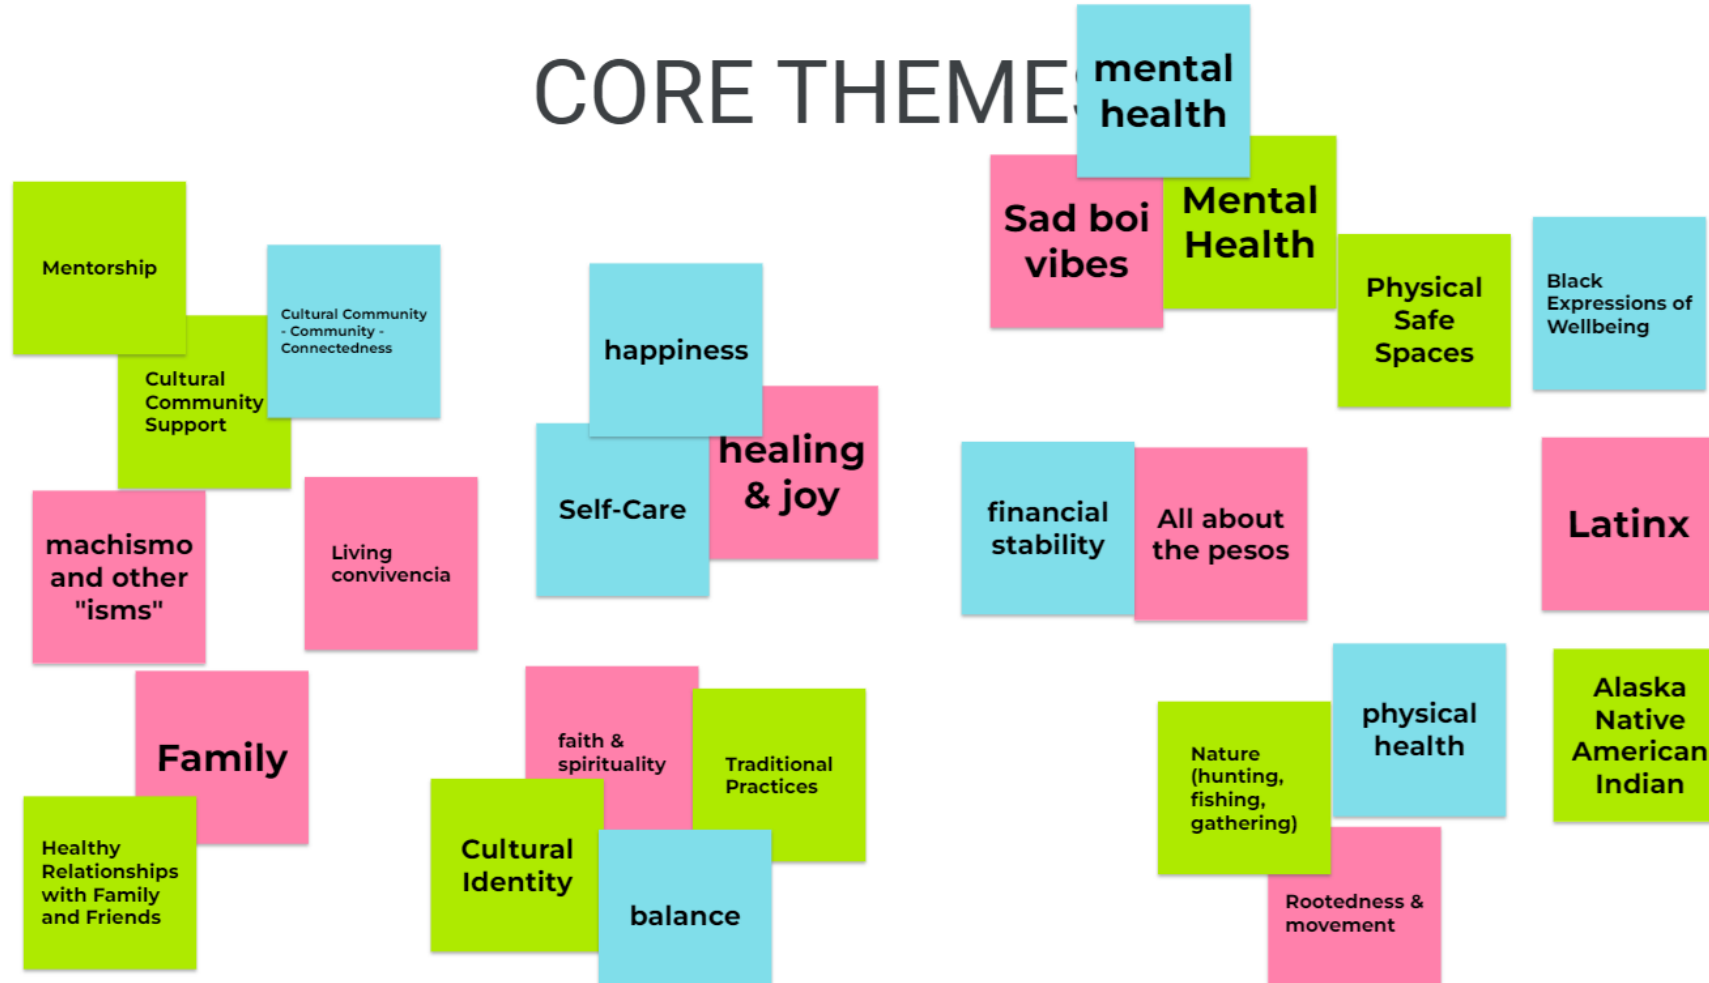 CORE THEMES
mental
health
Sad boi
vibes
Mental
Health
Physical
Safe
Spaces
Black
Expressions of
Wellbeing
Mentorship
Cultural
Community
Support
Cultural Community
- Community -
Connectedness
happiness
healing
& joy
Self-Care
machismo
and other
"isms"
Living
convivencia
financial
stability
All about
the pesos
Latinx
Family
Healthy
Relationships
with Family
and Friends
faith &
spirituality
Traditional
Practices
Cultural
Identity
balance
Nature
(hunting,
fishing,
gathering)
physical
health
Rootedness &
movement
Alaska
Native
American
Indian